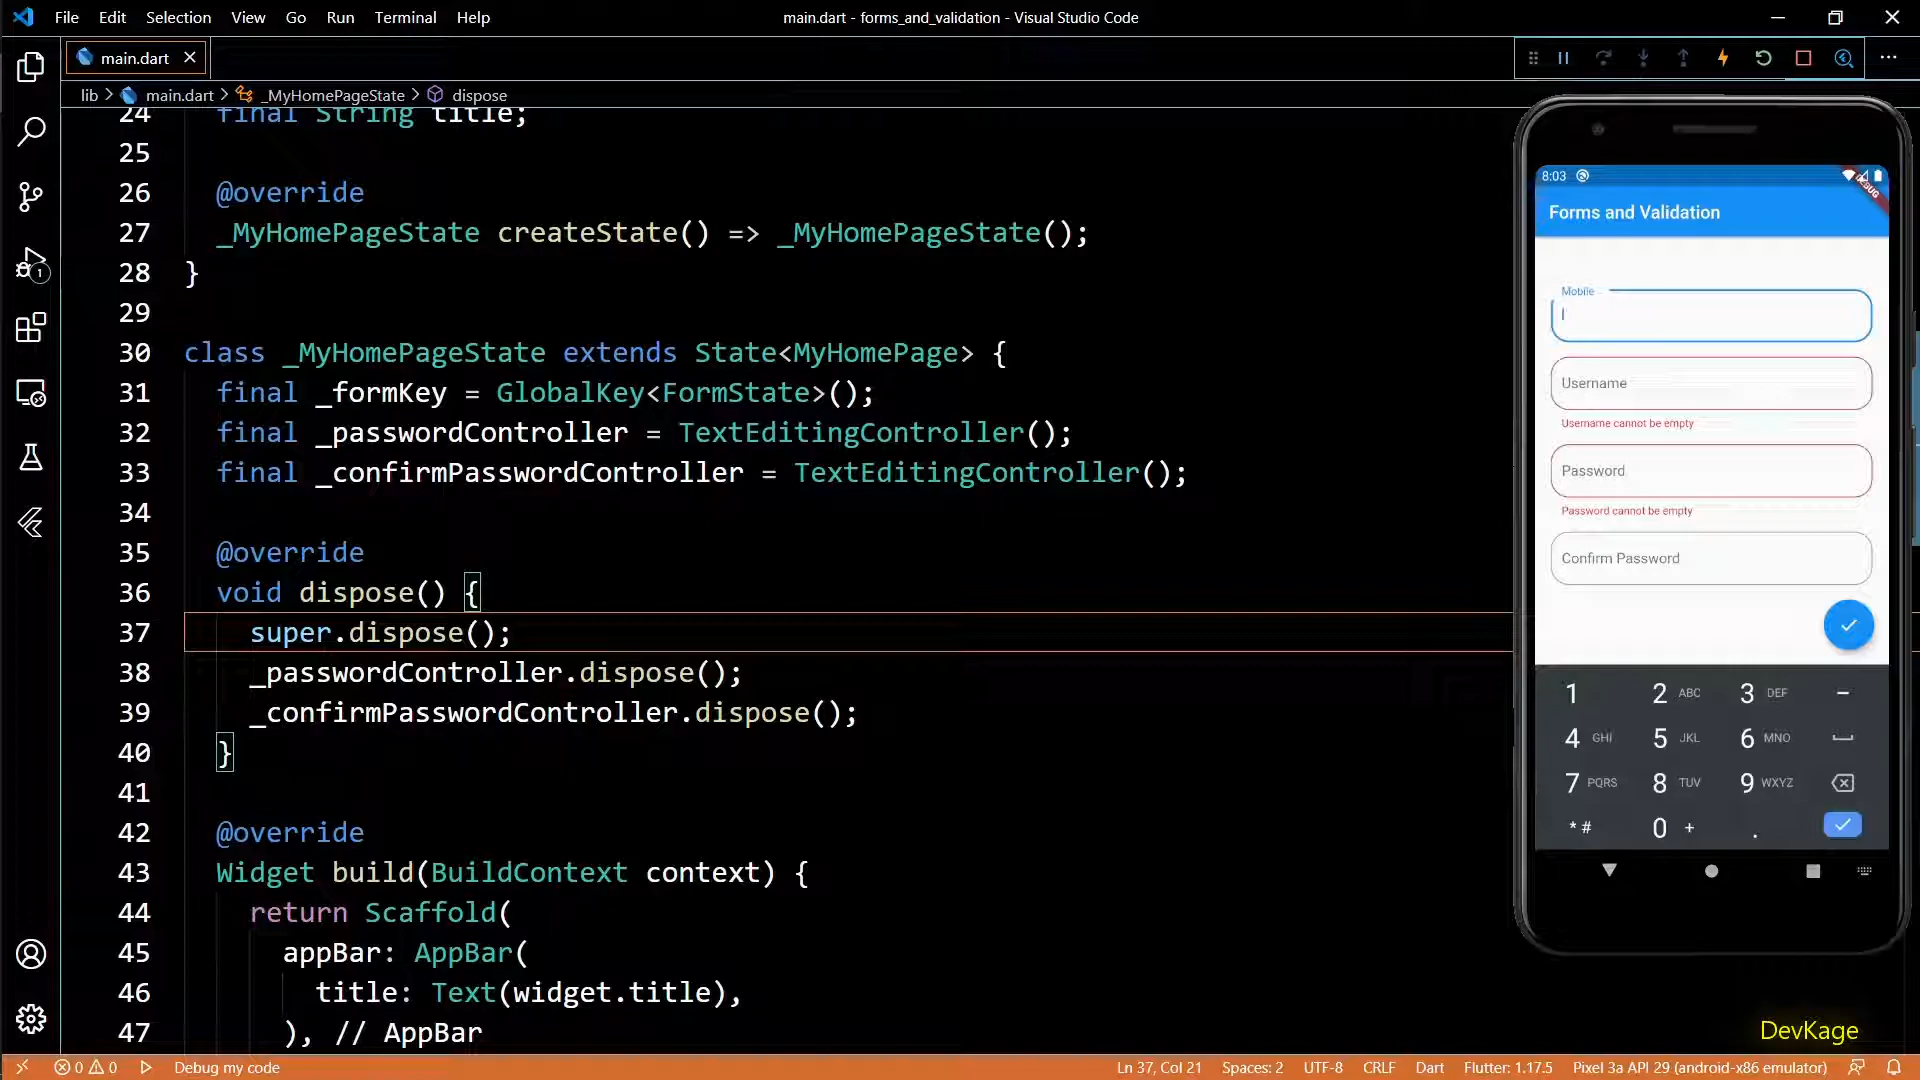 File Edit Selection View Go Run Terminal Help
main.dart - forms_and_validation - Visual Studio Code
main.dart
lib > main.dart > _MyHomePageState > dispose
24 final String title;
25
26 @override
27 _MyHomePageState createState() => _MyHomePageState();
28 }
29
30 class _MyHomePageState extends State<MyHomePage> {
31 final _formKey = GlobalKey<FormState>();
32 final _passwordController = TextEditingController();
33 final _confirmPasswordController = TextEditingController();
34
35 @override
36 void dispose() {
37 super.dispose();
38 _passwordController.dispose();
39 _confirmPasswordController.dispose();
40 }
41
42 @override
43 Widget build(BuildContext context) {
44 return Scaffold(
45 appBar: AppBar(
46 title: Text(widget.title),
47 ), // AppBar
1
8:03
DEBUG
Forms and Validation
Mobile
Username
Username cannot be empty
Password
Password cannot be empty
Confirm Password
1 2 ABC 3 DEF -
4 GHI 5 JKL 6 MNO
7 PQRS 8 TUV 9 WXYZ
* # 0 + .
DevKage
0 0 Debug my code
Ln 37, Col 21 Spaces: 2 UTF-8 CRLF Dart Flutter: 1.17.5 Pixel 3a API 29 (android-x86 emulator)